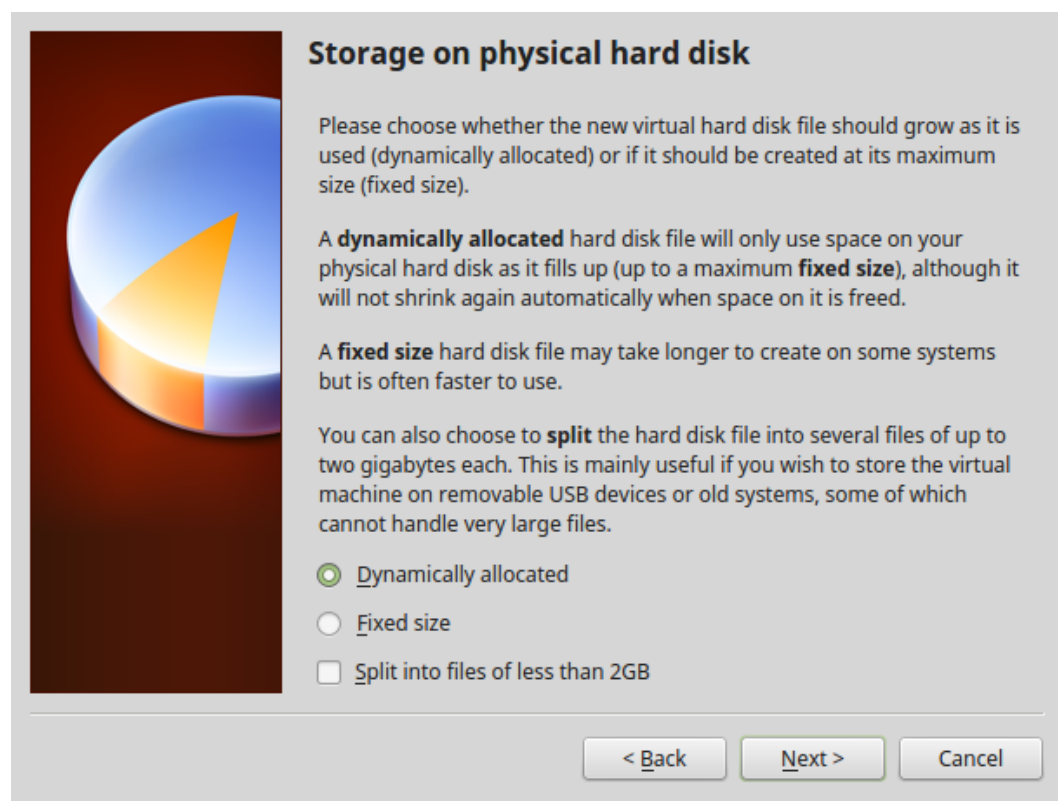 Storage on physical hard disk
Please choose whether the new virtual hard disk file should grow as it is
used (dynamically allocated) or if it should be created at its maximum
size (fixed size).
A dynamically allocated hard disk file will only use space on your
physical hard disk as it fills up (up to a maximum fixed size), although it
will not shrink again automatically when space on it is freed.
A fixed size hard disk file may take longer to create on some systems
but is often faster to use.
You can also choose to split the hard disk file into several files of up to
two gigabytes each. This is mainly useful if you wish to store the virtual
machine on removable USB devices or old systems, some of which
cannot handle very large files.
Dynamically allocated
Fixed size
Split into files of less than 2GB
< Back Next > Cancel